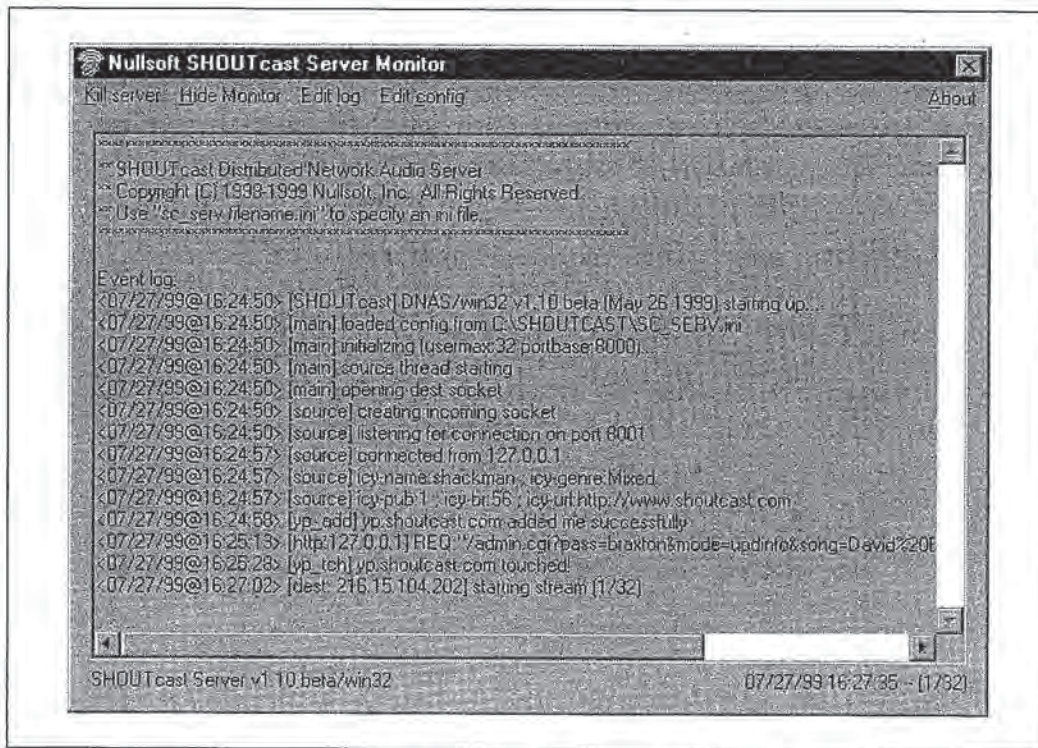 Nullsoft SHOUTcast Server Monitor
Kill server Hide Monitor Edit log Edit config About
** SHOUTcast Distributed Network Audio Server
** Copyright (C) 1998-1999 Nullsoft, Inc. All Rights Reserved.
** Use "sc_serv filename.ini" to specify an ini file.
Event log:
<07/27/99@16:24:50> [SHOUTcast] DNAS/win32 v1.10 beta (May 26 1999) starting up...
<07/27/99@16:24:50> [main] loaded config from C:\SHOUTCAST\SC_SERV.ini
<07/27/99@16:24:50> [main] initializing (usermax:32 portbase:8000)...
<07/27/99@16:24:50> [main] source thread starting
<07/27/99@16:24:50> [main] opening dest socket
<07/27/99@16:24:50> [source] creating incoming socket
<07/27/99@16:24:50> [source] listening for connection on port 8001
<07/27/99@16:24:57> [source] connected from 127.0.0.1
<07/27/99@16:24:57> [source] icy-name:shackman ; icy-genre:Mixed
<07/27/99@16:24:57> [source] icy-pub:1 ; icy-br:56 ; icy-url:http://www.shoutcast.com
<07/27/99@16:24:58> [yp_add] yp.shoutcast.com added me successfully
<07/27/99@16:25:13> [http:127.0.0.1] REQ:"/admin.cgi?pass=braxton&mode=updinfo&song=David%20
<07/27/99@16:25:28> [yp_tch] yp.shoutcast.com touched!
<07/27/99@16:27:02> [dest: 216.15.104.202] starting stream (1/32)
SHOUTcast Server v1.10 beta/win32 07/27/99 16:27:35 - (1/32)